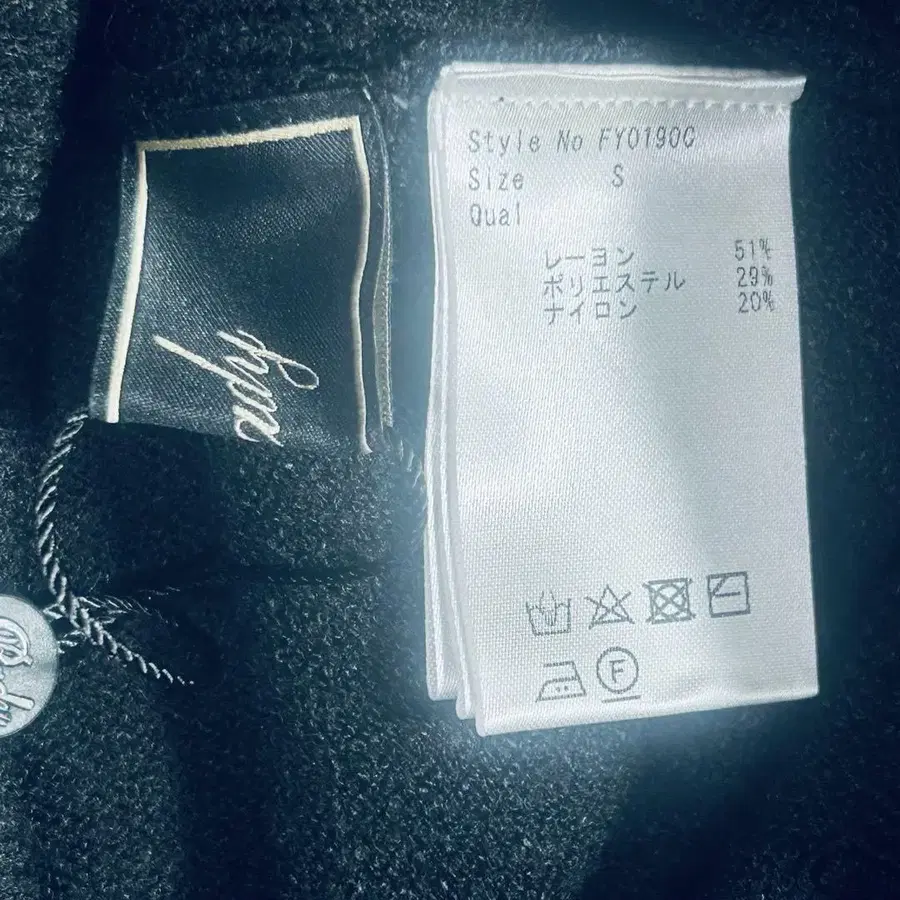 Style No FY0190G
Size S
Qual
レーヨン 51%
ポリエステル 29%
ナイロン 20%
F